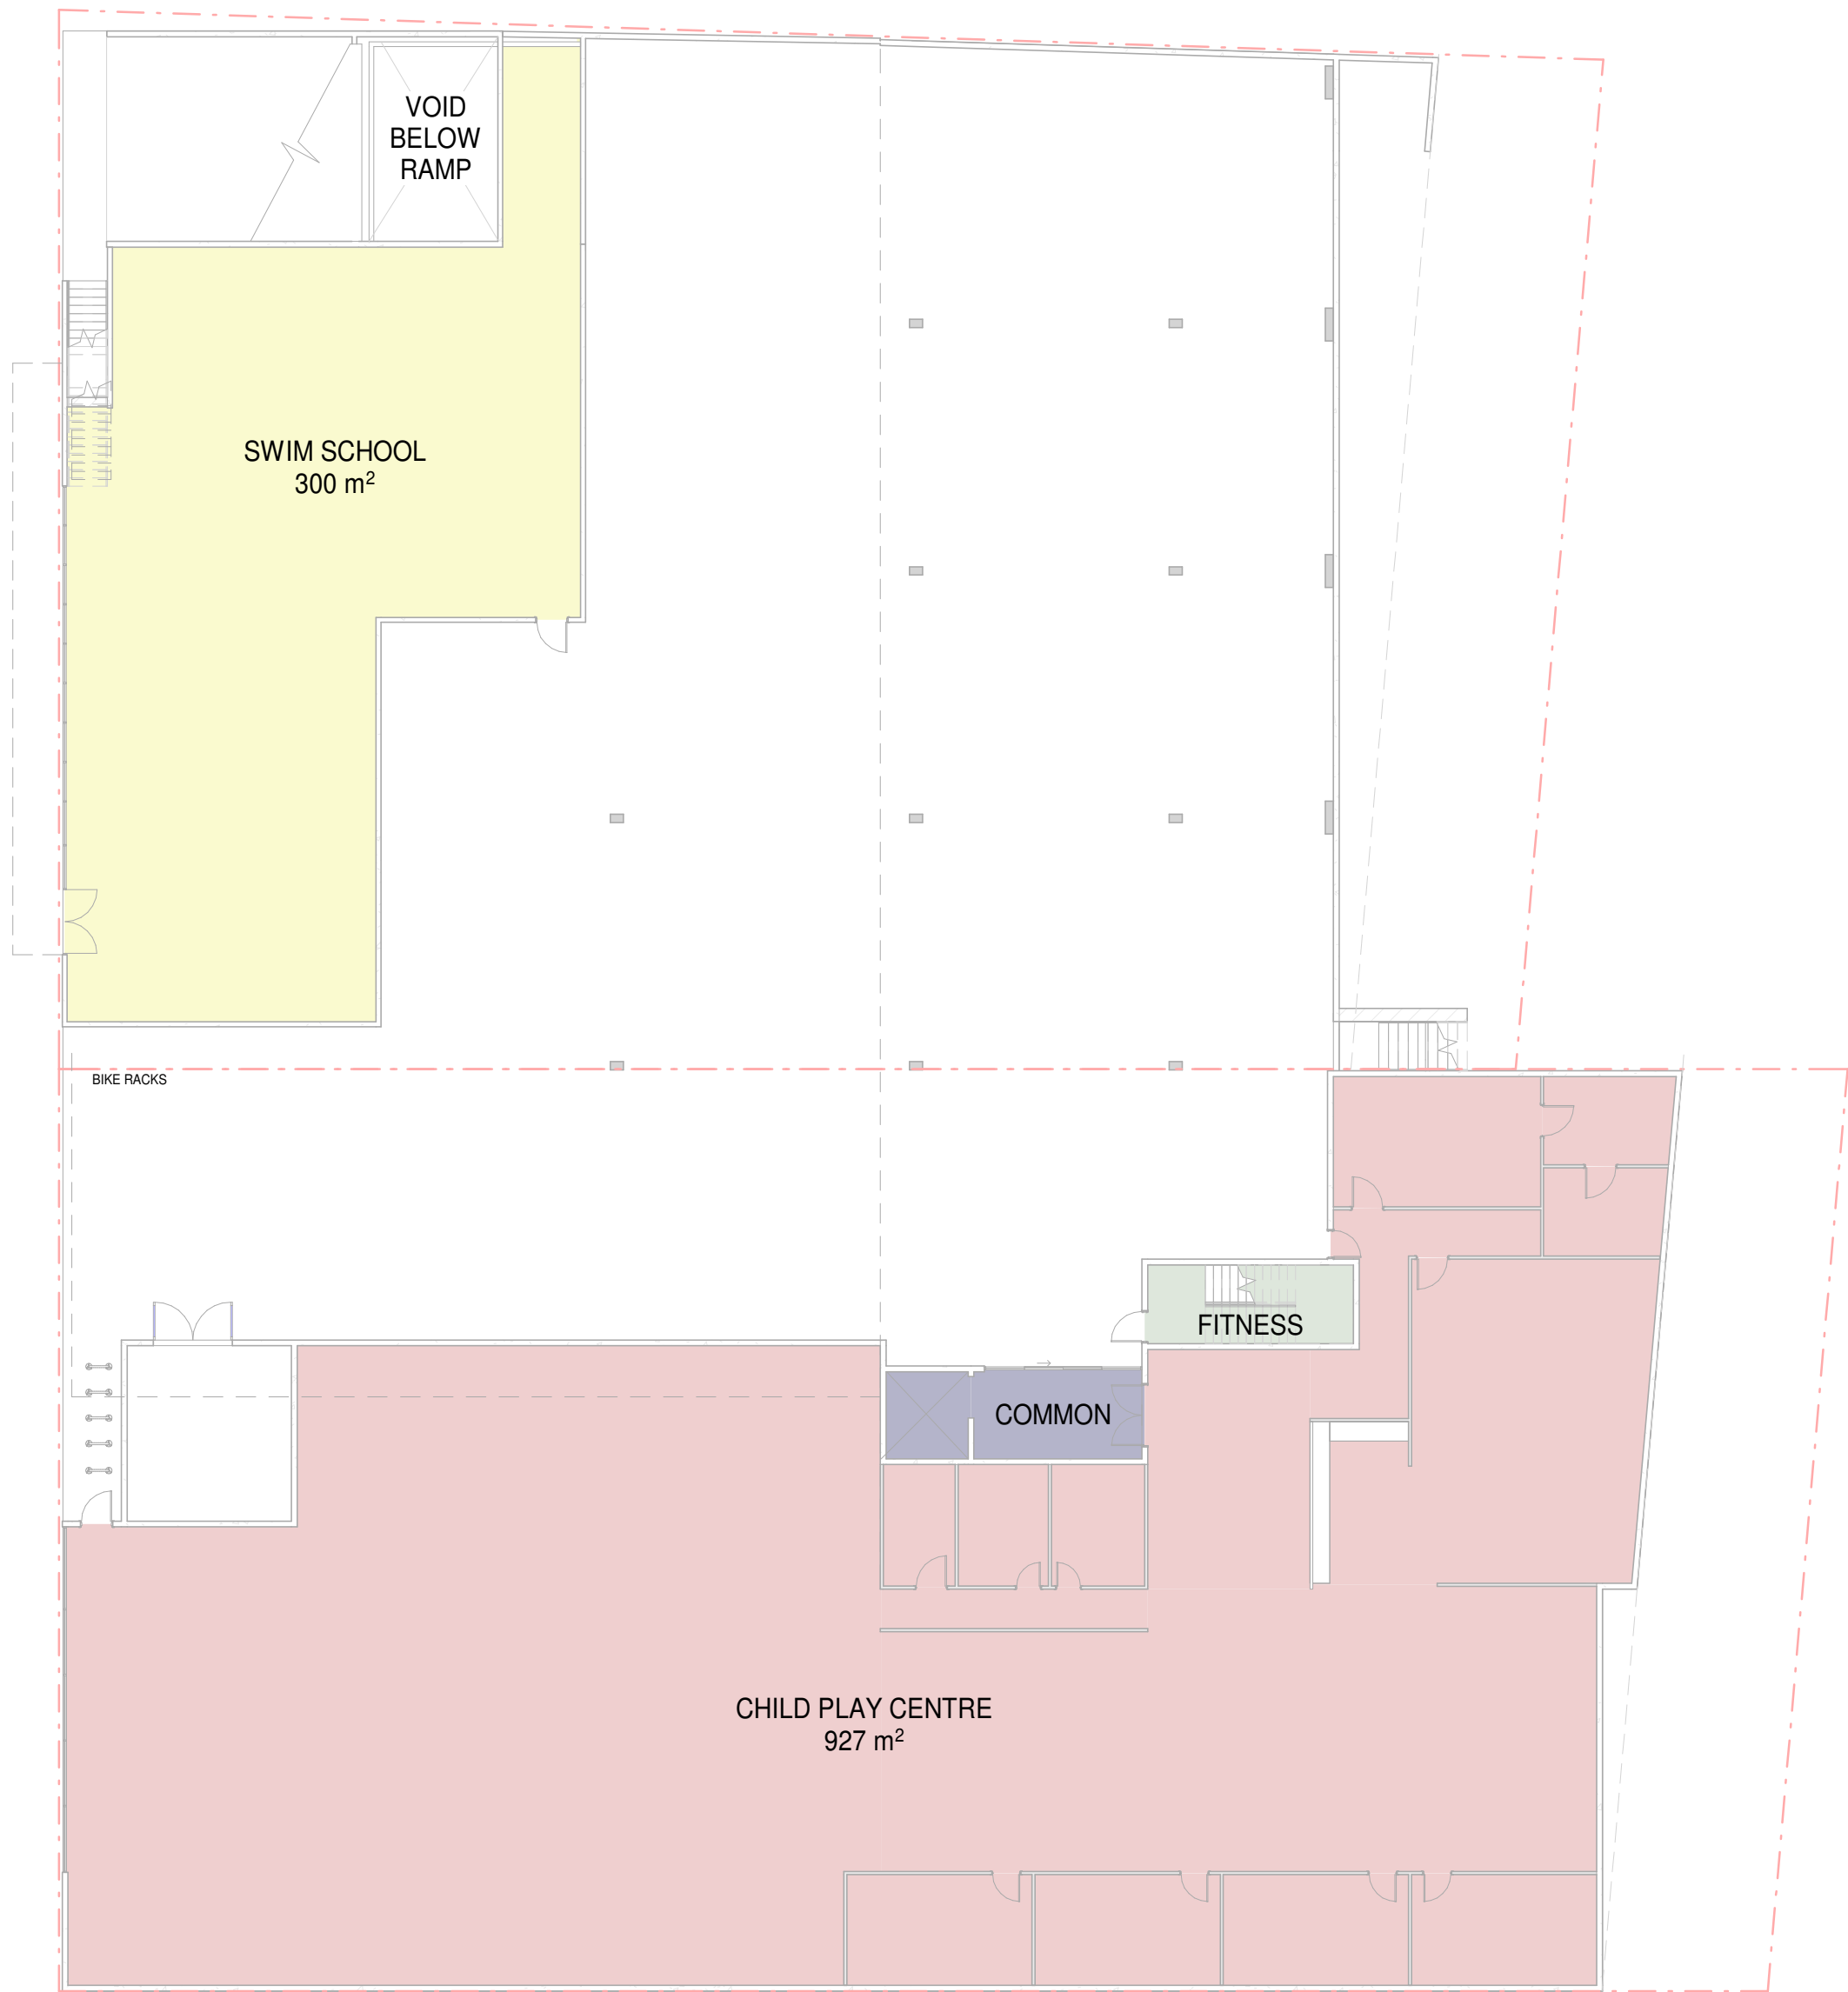 VOID
BELOW
RAMP
SWIM SCHOOL
300 m²
BIKE RACKS
FITNESS
COMMON
CHILD PLAY CENTRE
927 m²